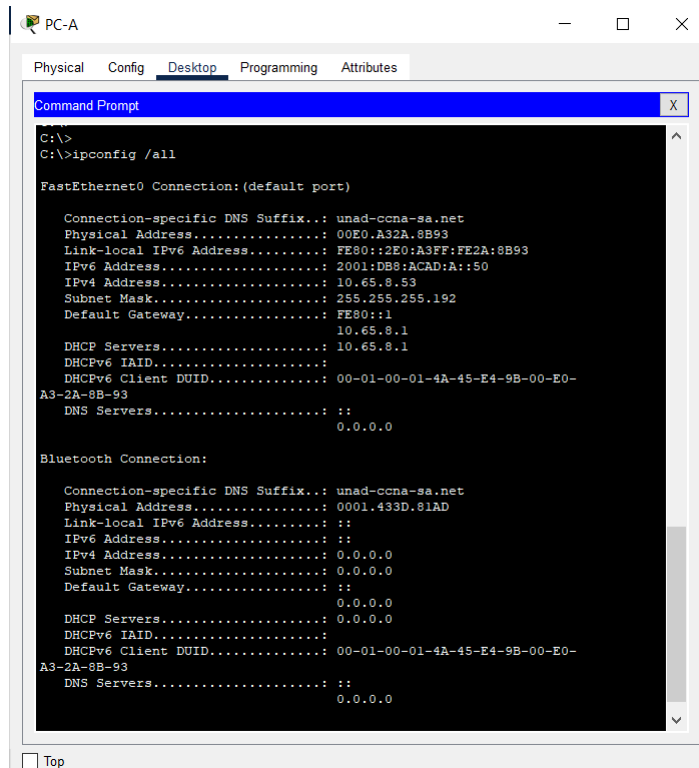 PC-A
Physical Config Desktop Programming Attributes
Command Prompt X
C:\>
C:\>ipconfig /all
FastEthernet0 Connection:(default port)
Connection-specific DNS Suffix..: unad-ccna-sa.net
Physical Address................: 00E0.A32A.8B93
Link-local IPv6 Address.........: FE80::2E0:A3FF:FE2A:8B93
IPv6 Address....................: 2001:DB8:ACAD:A::50
IPv4 Address....................: 10.65.8.53
Subnet Mask.....................: 255.255.255.192
Default Gateway.................: FE80::1
10.65.8.1
DHCP Servers....................: 10.65.8.1
DHCPv6 IAID.....................:
DHCPv6 Client DUID..............: 00-01-00-01-4A-45-E4-9B-00-E0-
A3-2A-8B-93
DNS Servers.....................: ::
0.0.0.0
Bluetooth Connection:
Connection-specific DNS Suffix..: unad-ccna-sa.net
Physical Address................: 0001.433D.81AD
Link-local IPv6 Address.........: ::
IPv6 Address....................: ::
IPv4 Address....................: 0.0.0.0
Subnet Mask.....................: 0.0.0.0
Default Gateway.................: ::
0.0.0.0
DHCP Servers....................: 0.0.0.0
DHCPv6 IAID.....................:
DHCPv6 Client DUID..............: 00-01-00-01-4A-45-E4-9B-00-E0-
A3-2A-8B-93
DNS Servers.....................: ::
0.0.0.0
Top